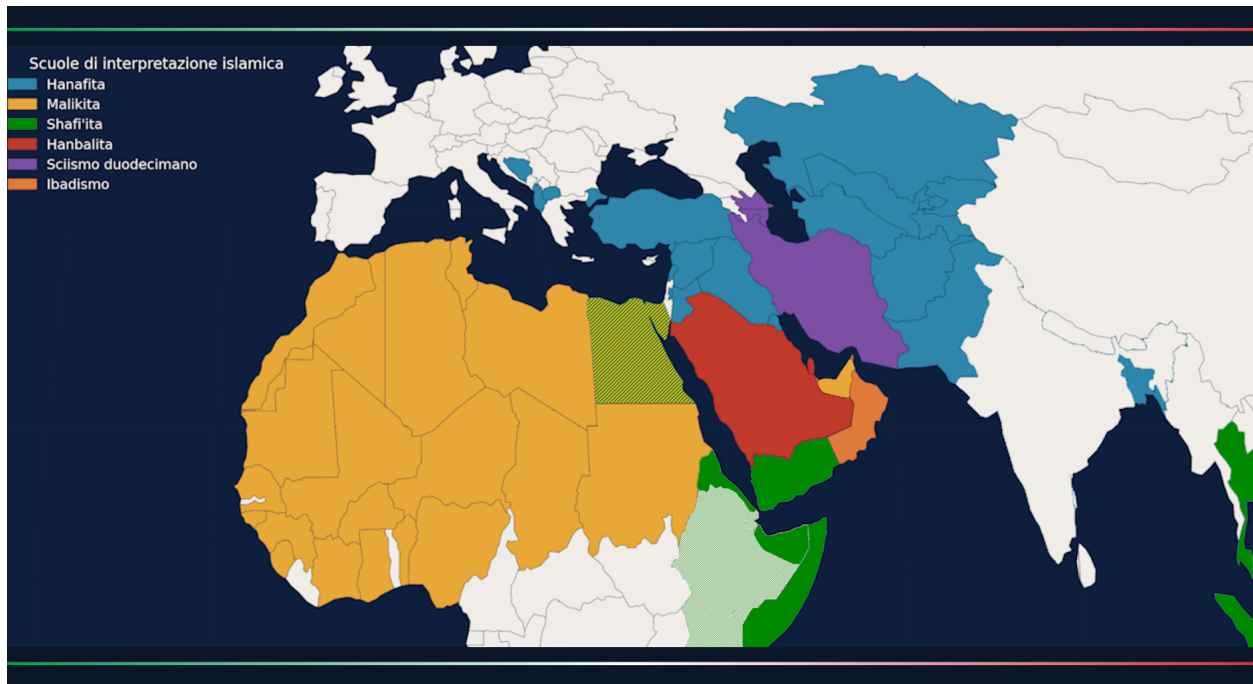 Scuole di interpretazione islamica
Hanafita
Malikita
Shafi'ita
Hanbalita
Sciismo duodecimano
Ibadismo